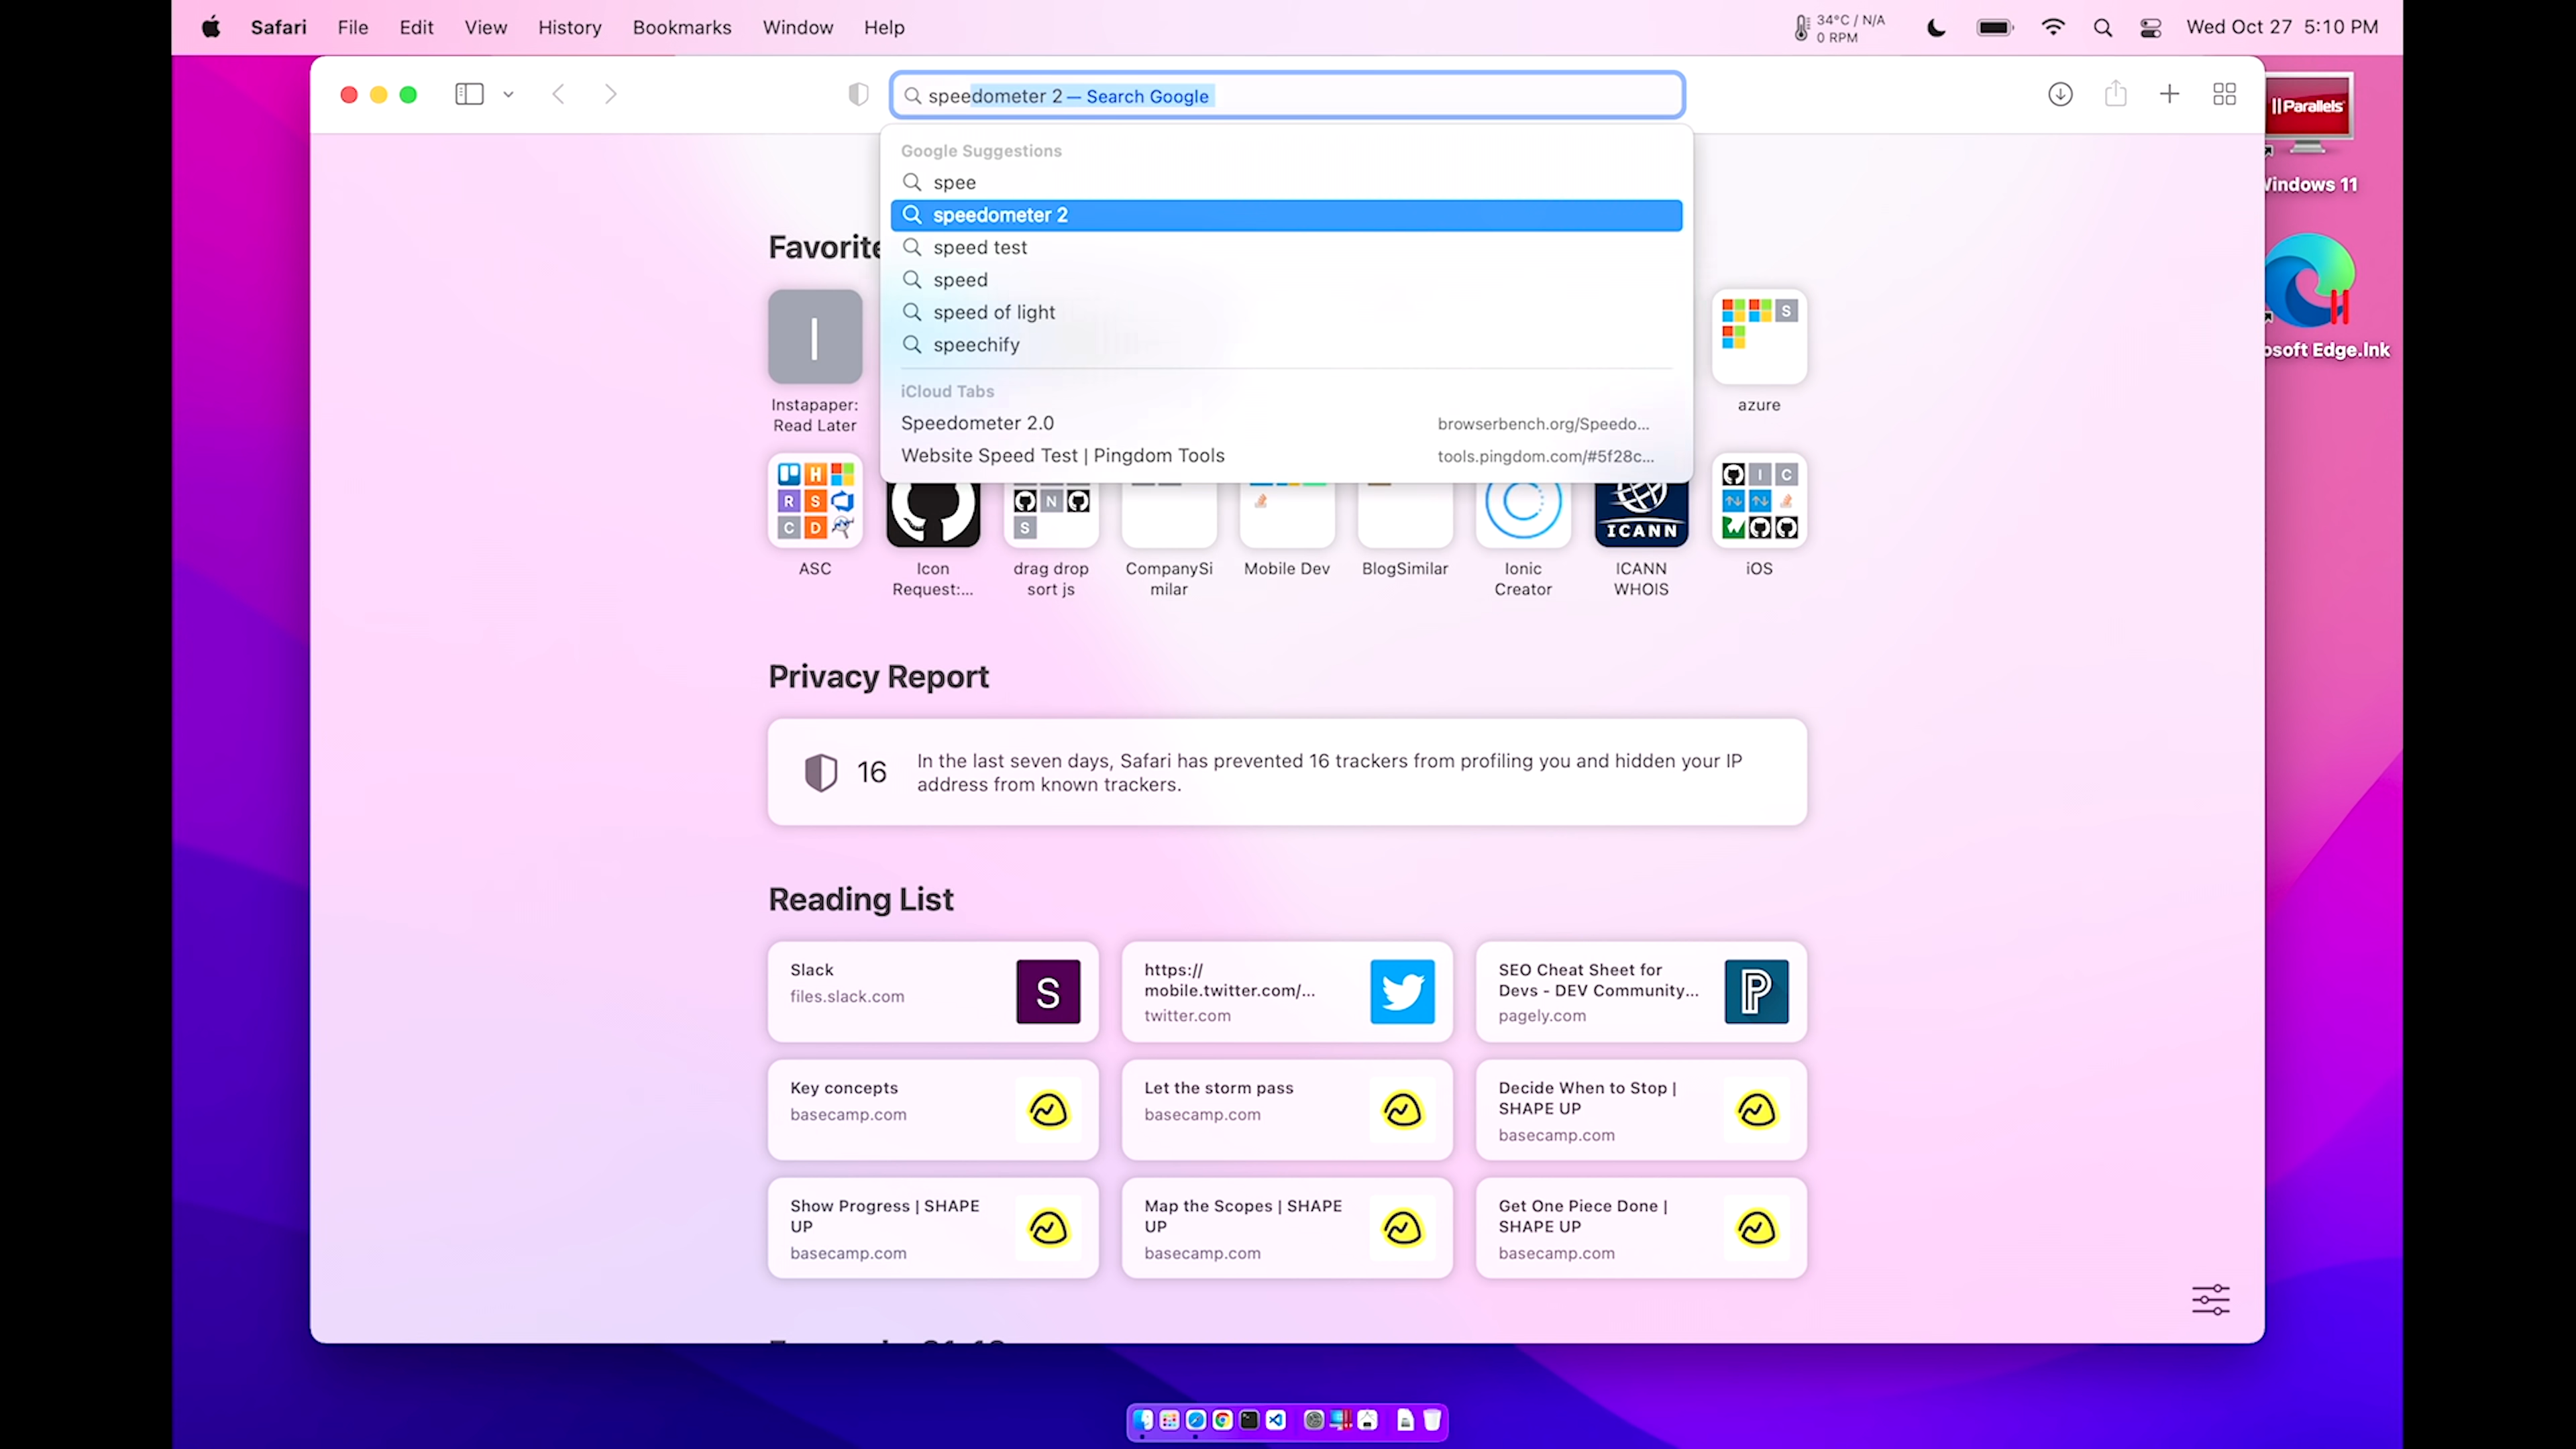 Safari File Edit View History Bookmarks Window Help
34°C / N/A
0 RPM
Wed Oct 27 5:10 PM
speedometer 2 — Search Google
Google Suggestions
spee
speedometer 2
speed test
speed
speed of light
speechify
iCloud Tabs
Speedometer 2.0 browserbench.org/Speedo...
Website Speed Test | Pingdom Tools tools.pingdom.com/#5f28c...
Parallels
Windows 11
osoft Edge.lnk
Favorite
I
S
Instapaper:
Read Later
azure
H
R S
C D
N
S
ICANN
I C
ASC
Icon
Request:...
drag drop
sort js
CompanySi
milar
Mobile Dev
BlogSimilar
Ionic
Creator
ICANN
WHOIS
iOS
Privacy Report
16
In the last seven days, Safari has prevented 16 trackers from profiling you and hidden your IP
address from known trackers.
Reading List
Slack
files.slack.com
S
https://
mobile.twitter.com/...
twitter.com
SEO Cheat Sheet for
Devs - DEV Community...
pagely.com
P
Key concepts
basecamp.com
Let the storm pass
basecamp.com
Decide When to Stop |
SHAPE UP
basecamp.com
Show Progress | SHAPE
UP
basecamp.com
Map the Scopes | SHAPE
UP
basecamp.com
Get One Piece Done |
SHAPE UP
basecamp.com